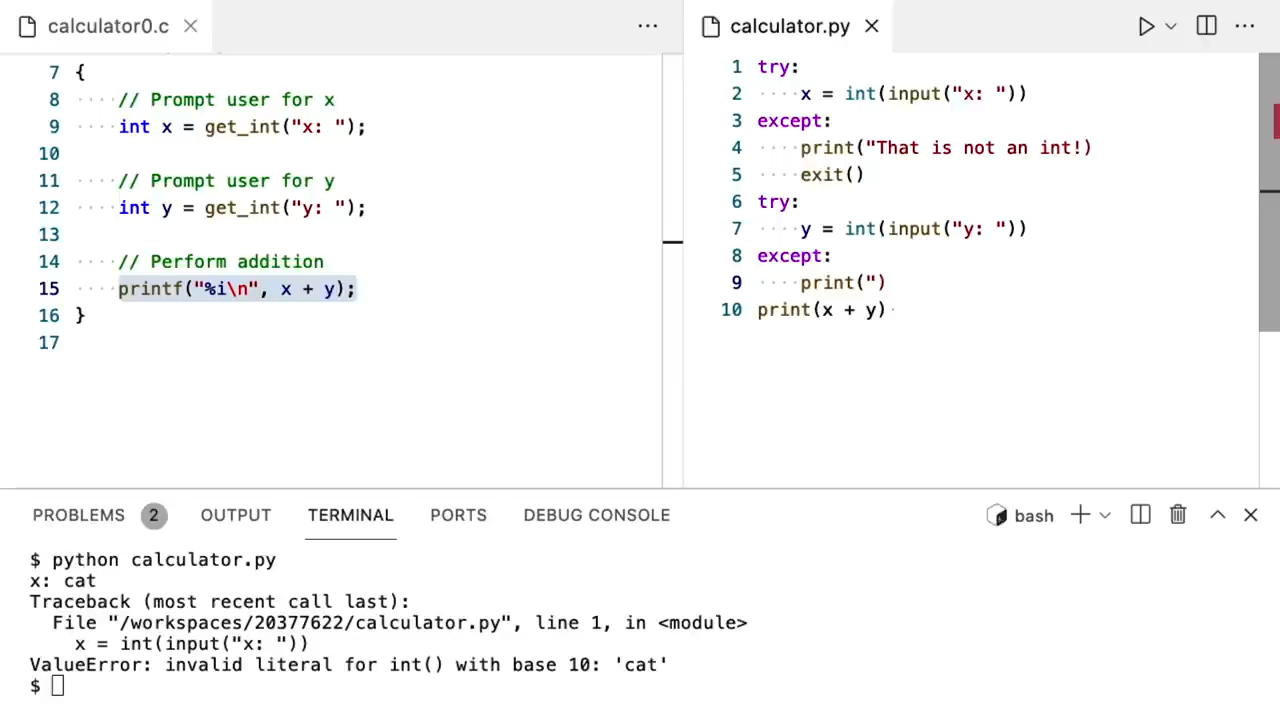 calculator0.c
7 {
8 // Prompt user for x
9 int x = get_int("x: ");
10
11 // Prompt user for y
12 int y = get_int("y: ");
13
14 // Perform addition
15 printf("%i\n", x + y);
16 }
17
calculator.py
1 try:
2 x = int(input("x: "))
3 except:
4 print("That is not an int!)
5 exit()
6 try:
7 y = int(input("y: "))
8 except:
9 print(")
10 print(x + y)
PROBLEMS 2 OUTPUT TERMINAL PORTS DEBUG CONSOLE bash
$ python calculator.py
x: cat
Traceback (most recent call last):
File "/workspaces/20377622/calculator.py", line 1, in <module>
x = int(input("x: "))
ValueError: invalid literal for int() with base 10: 'cat'
$